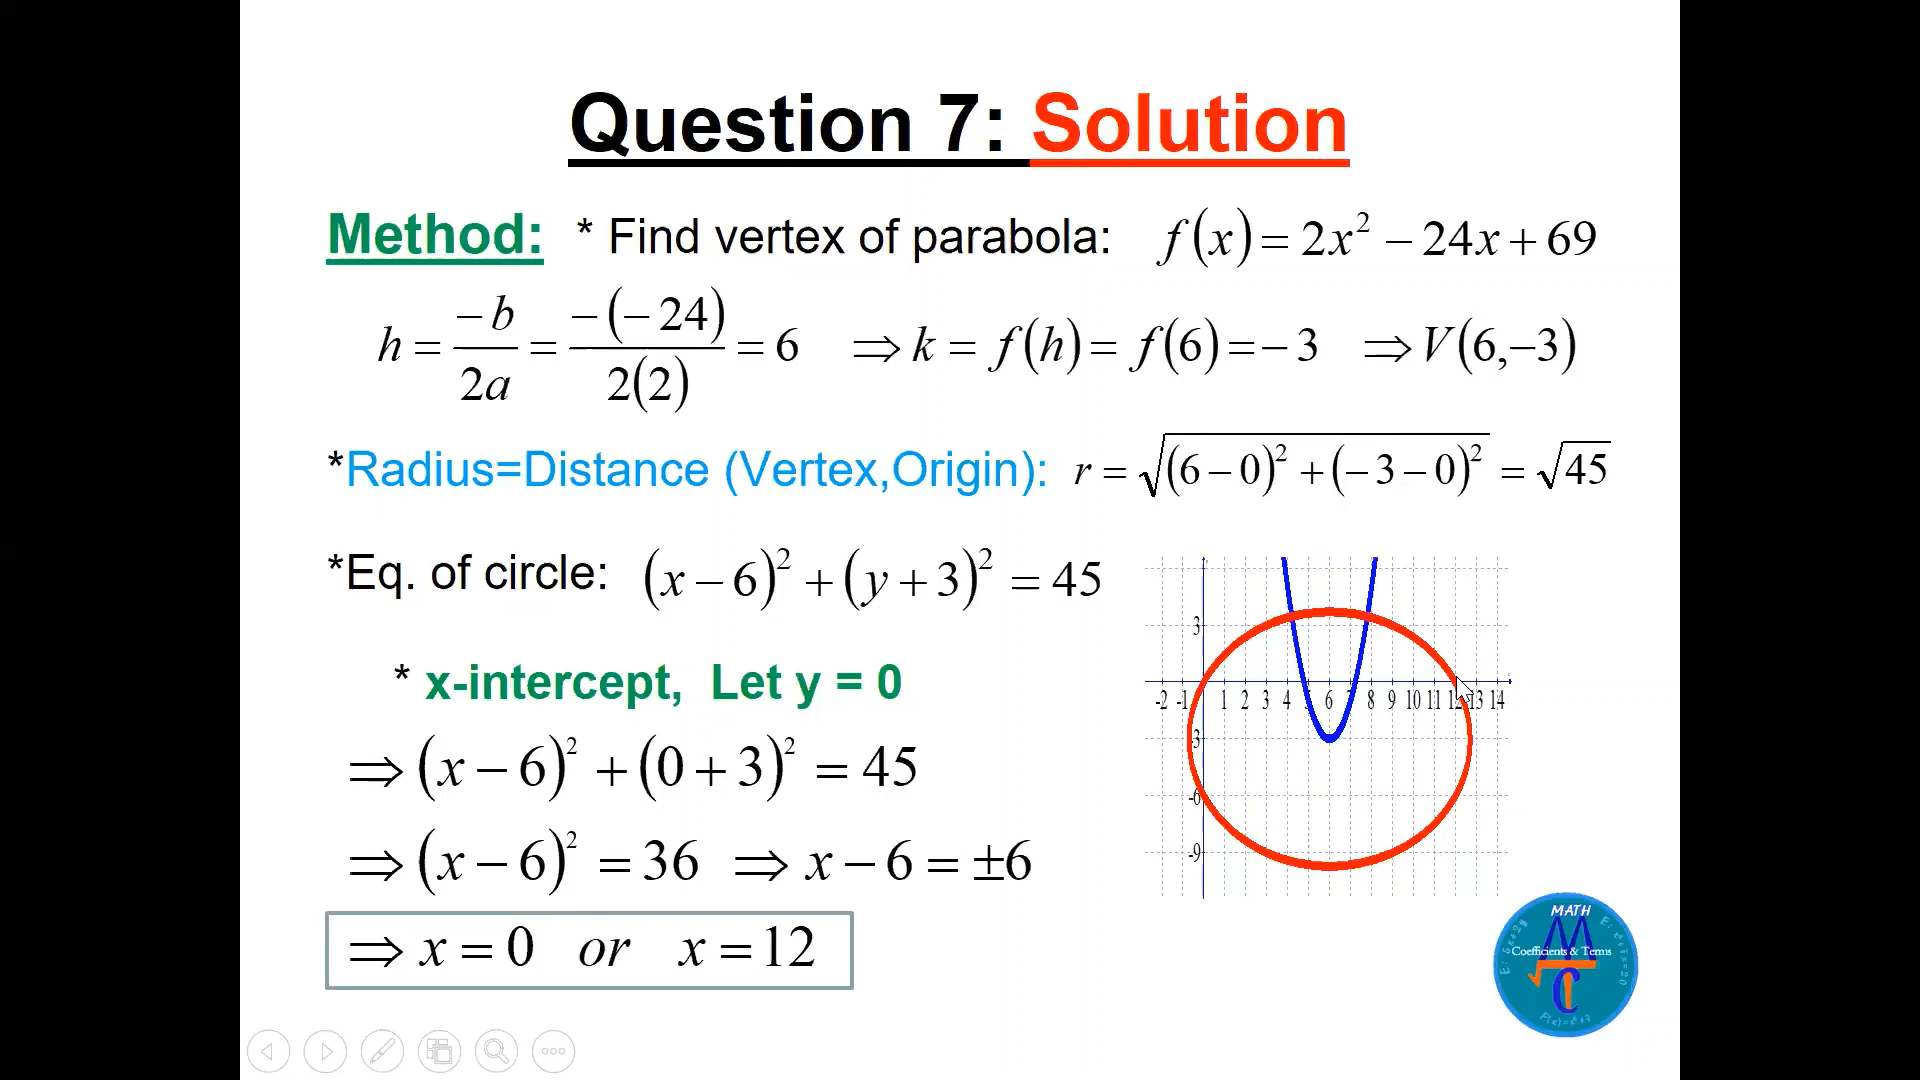 Question 7: Solution
Method: * Find vertex of parabola: f(x) = 2x² − 24x + 69
h = −b/2a = −(−24)/2(2) = 6 ⇒ k = f(h) = f(6) = −3 ⇒ V(6,−3)
*Radius=Distance (Vertex,Origin): r = √((6−0)² + (−3−0)²) = √45
*Eq. of circle: (x−6)² + (y+3)² = 45
* x-intercept, Let y = 0
⇒ (x−6)² + (0+3)² = 45
⇒ (x−6)² = 36 ⇒ x−6 = ±6
⇒ x = 0 or x = 12
3
-2 -1 1 2 3 4 6 8 9 10 11 12 13 14
-3
-6
-9
MATH
Coefficients & Terms